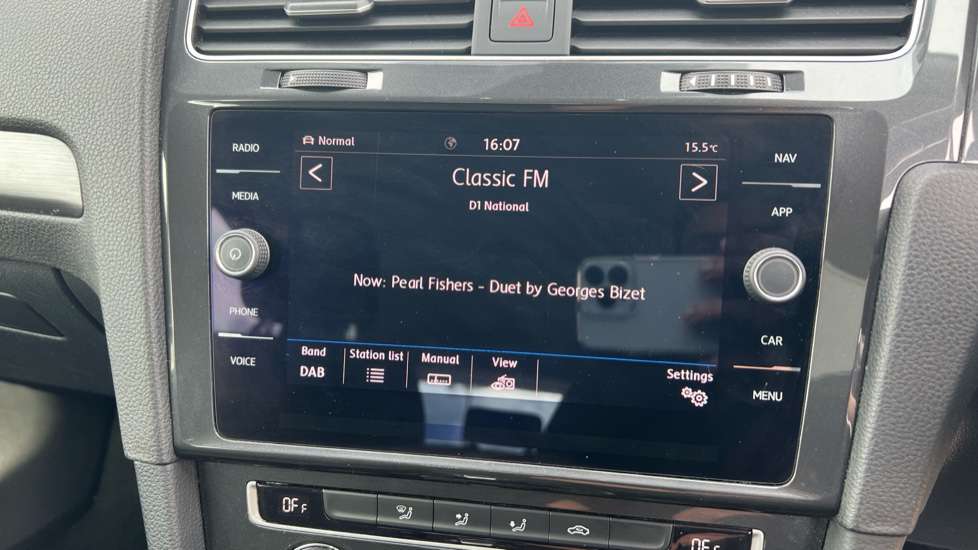 RADIO
MEDIA
PHONE
VOICE
Normal 16:07 15.5°C
< Classic FM >
D1 National
Now: Pearl Fishers - Duet by Georges Bizet
Band Station list Manual View Settings
DAB
NAV
APP
CAR
MENU
OFF
OFF